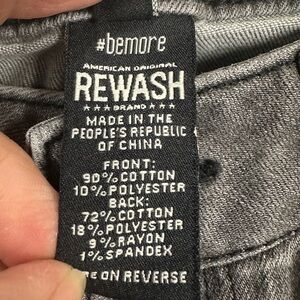 #bemore
AMERICAN ORIGINAL
REWASH
★★★ BRAND ★★★
MADE IN THE
PEOPLE'S REPUBLIC
OF CHINA
FRONT:
90% COTTON
10% POLYESTER
BACK:
72% COTTON
18% POLYESTER
9% RAYON
1% SPANDEX
ON REVERSE